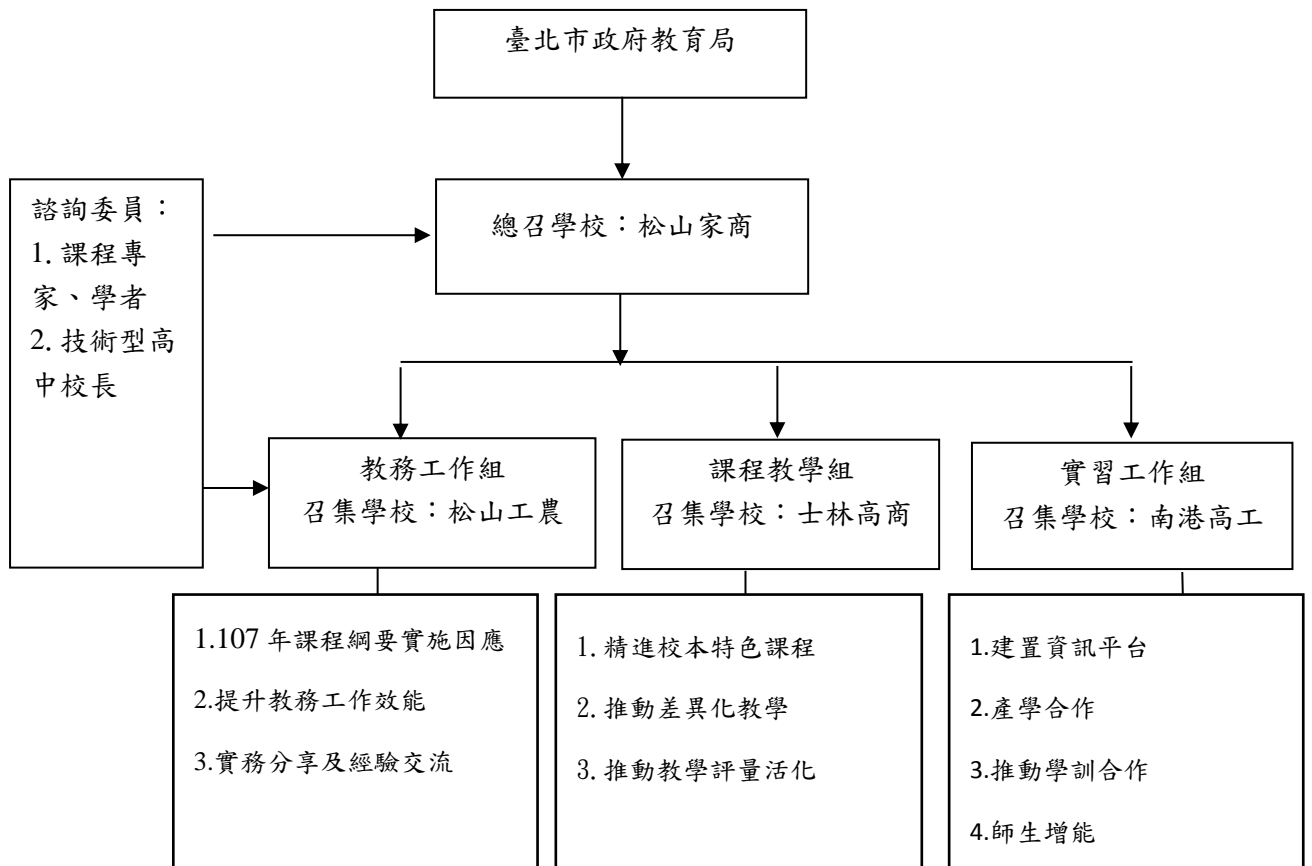 臺北市政府教育局
諮詢委員：
1. 課程專
家、學者
2. 技術型高
中校長
總召學校：松山家商
教務工作組
召集學校：松山工農
課程教學組
召集學校：士林高商
實習工作組
召集學校：南港高工
1.107 年課程綱要實施因應
2.提升教務工作效能
3.實務分享及經驗交流
1. 精進校本特色課程
2. 推動差異化教學
3. 推動教學評量活化
1.建置資訊平台
2.產學合作
3.推動學訓合作
4.師生增能